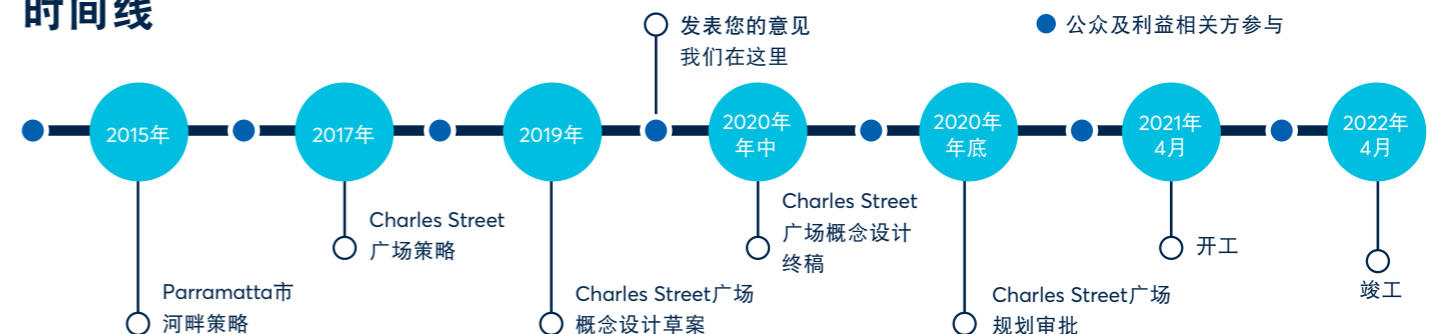 时间线
发表您的意见
我们在这里
公众及利益相关方参与
2015年
2017年
2019年
2020年
年中
2020年
年底
2021年
4月
2022年
4月
Parramatta市
河畔策略
Charles Street
广场策略
Charles Street广场
概念设计草案
Charles Street
广场概念设计
终稿
Charles Street广场
规划审批
开工
竣工